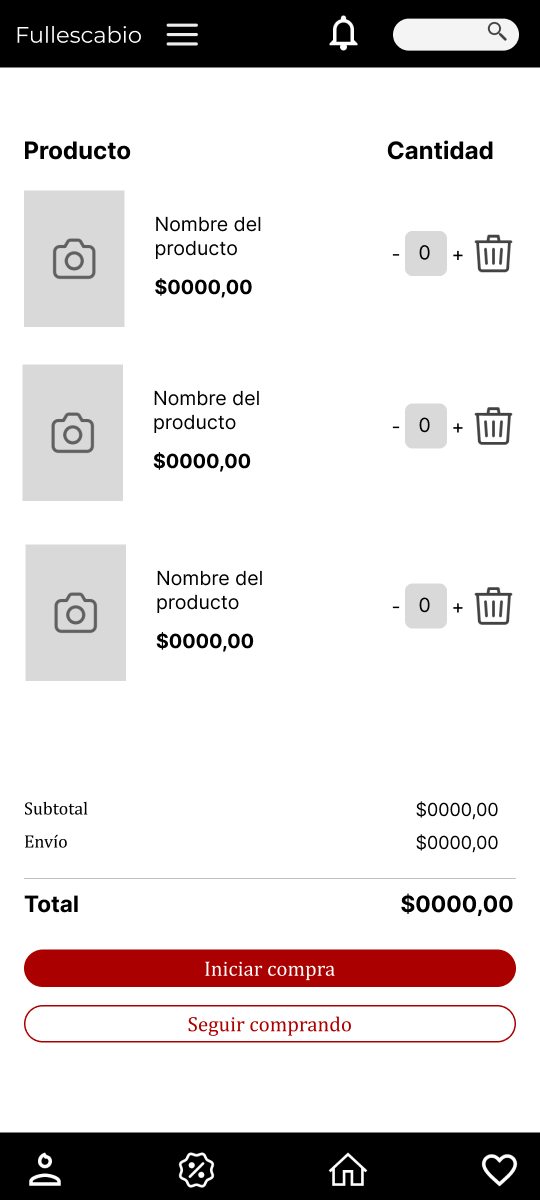 Fullescabio
Producto Cantidad
Nombre del
producto
$0000,00
- 0 +
Nombre del
producto
$0000,00
- 0 +
Nombre del
producto
$0000,00
- 0 +
Subtotal $0000,00
Envío $0000,00
Total $0000,00
Iniciar compra
Seguir comprando